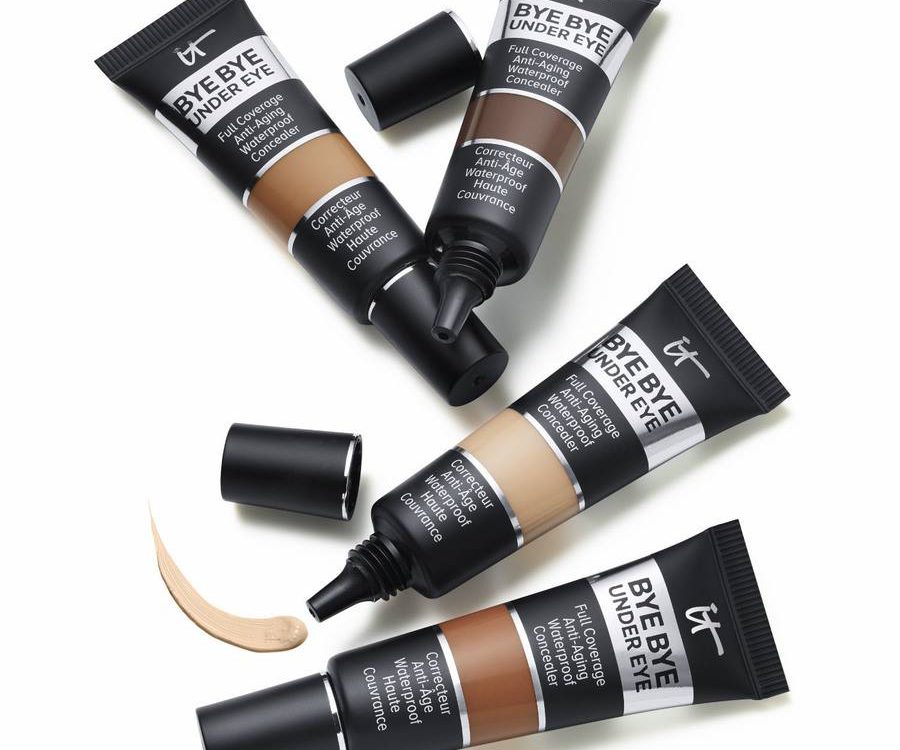 it
BYE BYE
UNDER EYE
Full Coverage
Anti-Aging
Waterproof
Concealer
Correcteur
Anti-Âge
Waterproof
Haute
Couvrance
BYE BYE
UNDER EYE
Full Coverage
Anti-Aging
Waterproof
Concealer
Correcteur
Anti-Âge
Waterproof
Haute
Couvrance
it
BYE BYE
UNDER EYE
Full Coverage
Anti-Aging
Waterproof
Concealer
Correcteur
Anti-Âge
Waterproof
Haute
Couvrance
it
BYE BYE
UNDER EYE
Full Coverage
Anti-Aging
Waterproof
Concealer
Correcteur
Anti-Âge
Waterproof
Haute
Couvrance